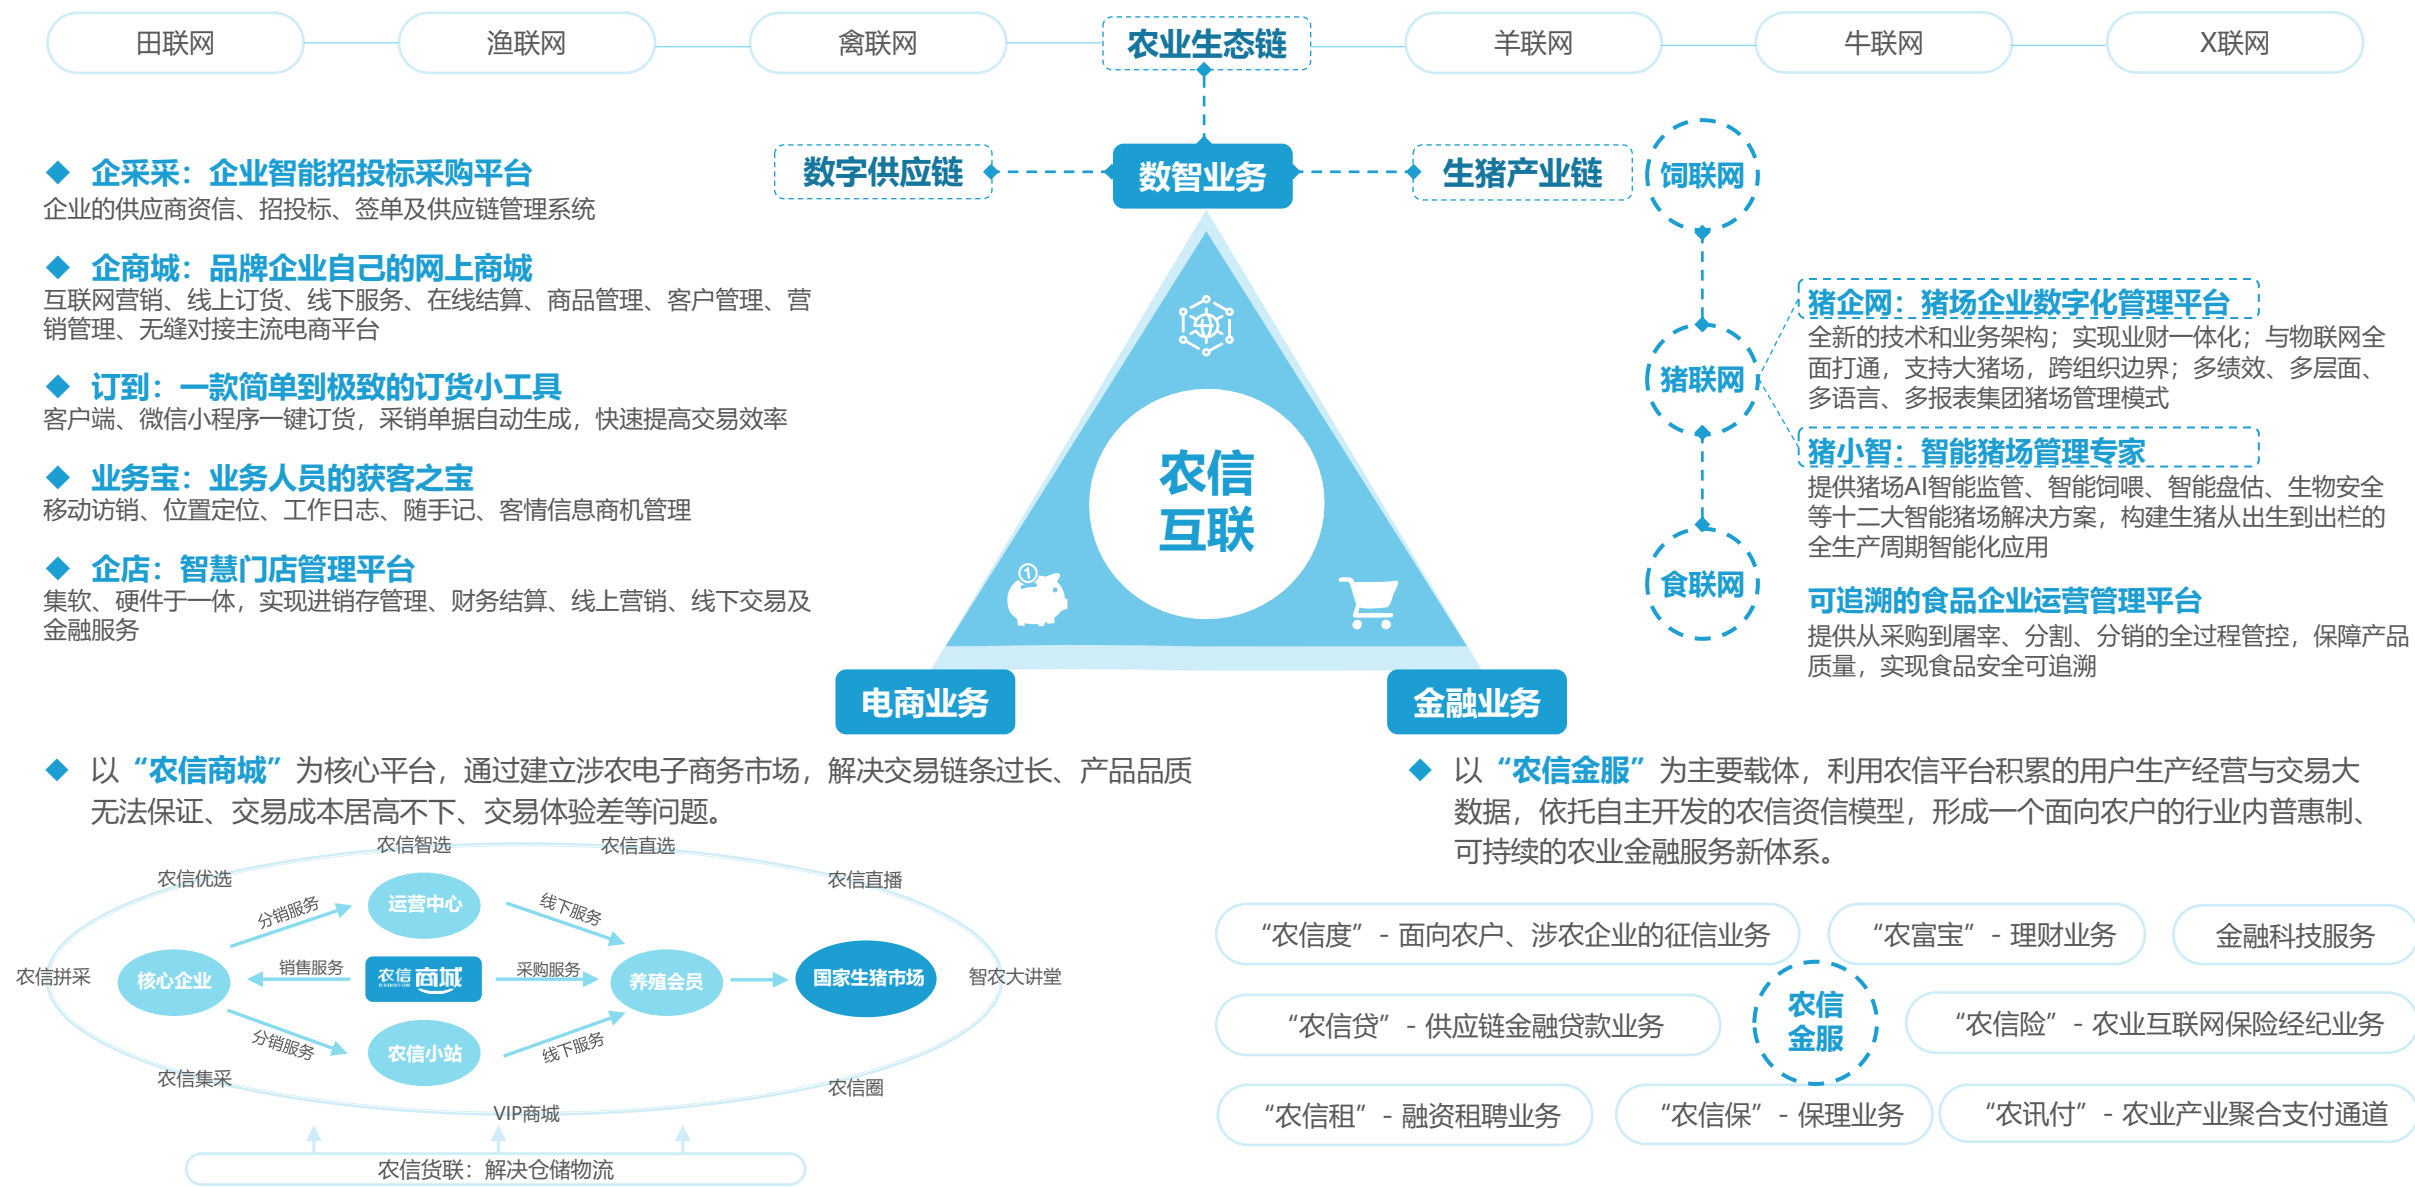 田联网
渔联网
禽联网
农业生态链
羊联网
牛联网
X联网
数字供应链
数智业务
生猪产业链
企采采：企业智能招投标采购平台
企业的供应商资信、招投标、签单及供应链管理系统
企商城：品牌企业自己的网上商城
互联网营销、线上订货、线下服务、在线结算、商品管理、客户管理、营
销管理、无缝对接主流电商平台
订到：一款简单到极致的订货小工具
客户端、微信小程序一键订货，采销单据自动生成，快速提高交易效率
业务宝：业务人员的获客之宝
移动访销、位置定位、工作日志、随手记、客情信息商机管理
企店：智慧门店管理平台
集软、硬件于一体，实现进销存管理、财务结算、线上营销、线下交易及
金融服务
农信
互联
1
饲联网
猪联网
食联网
猪企网：猪场企业数字化管理平台
全新的技术和业务架构；实现业财一体化；与物联网全
面打通，支持大猪场，跨组织边界；多绩效、多层面、
多语言、多报表集团猪场管理模式
猪小智：智能猪场管理专家
提供猪场AI智能监管、智能饲喂、智能盘估、生物安全
等十二大智能猪场解决方案，构建生猪从出生到出栏的
全生产周期智能化应用
可追溯的食品企业运营管理平台
提供从采购到屠宰、分割、分销的全过程管控，保障产品
质量，实现食品安全可追溯
电商业务
金融业务
以“农信商城”为核心平台，通过建立涉农电子商务市场，解决交易链条过长、产品品质
无法保证、交易成本居高不下、交易体验差等问题。
农信智选
农信直选
农信优选
农信直播
分销服务
运营中心
线下服务
农信拼采
核心企业
销售服务
农信商城
采购服务
养殖会员
国家生猪市场
智农大讲堂
分销服务
农信小站
线下服务
农信集采
农信圈
VIP商城
农信货联：解决仓储物流
以“农信金服”为主要载体，利用农信平台积累的用户生产经营与交易大
数据，依托自主开发的农信资信模型，形成一个面向农户的行业内普惠制、
可持续的农业金融服务新体系。
“农信度”- 面向农户、涉农企业的征信业务
“农富宝”- 理财业务
金融科技服务
“农信贷”- 供应链金融贷款业务
农信
金服
“农信险”- 农业互联网保险经纪业务
“农信租”- 融资租聘业务
“农信保”- 保理业务
“农讯付”- 农业产业聚合支付通道